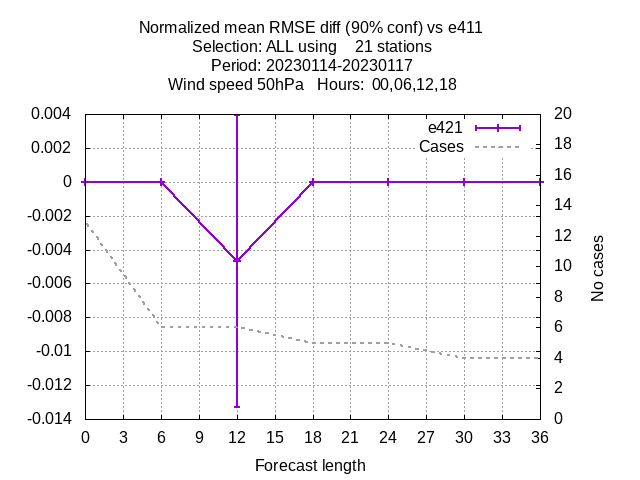 Normalized mean RMSE diff (90% conf) vs e411
Selection: ALL using    21 stations
Period: 20230114-20230117
Wind speed 50hPa   Hours:  00,06,12,18
0.004
0.002
0
-0.002
-0.004
-0.006
-0.008
-0.01
-0.012
-0.014
e421
Cases
20
18
16
14
12
10
8
6
4
2
0
No cases
0 3 6 9 12 15 18 21 24 27 30 33 36
Forecast length